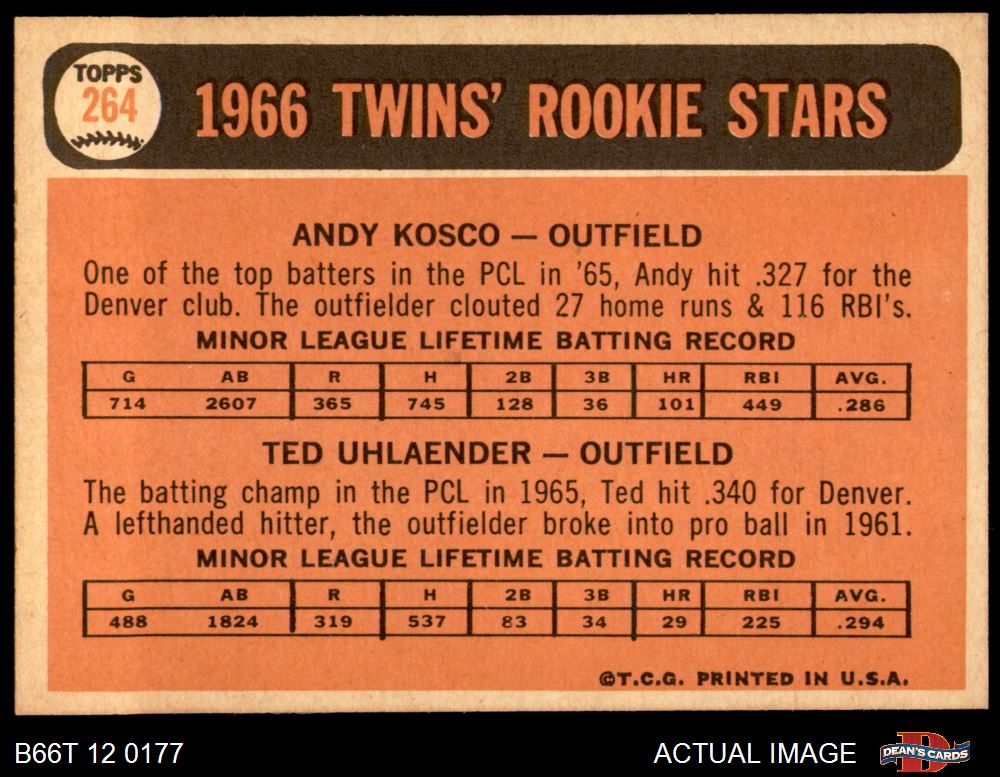 TOPPS
264
1966 TWINS' ROOKIE STARS
ANDY KOSCO — OUTFIELD
One of the top batters in the PCL in '65, Andy hit .327 for the
Denver club. The outfielder clouted 27 home runs & 116 RBI's.
MINOR LEAGUE LIFETIME BATTING RECORD
G AB R H 2B 3B HR RBI AVG.
714 2607 365 745 128 36 101 449 .286
TED UHLAENDER — OUTFIELD
The batting champ in the PCL in 1965, Ted hit .340 for Denver.
A lefthanded hitter, the outfielder broke into pro ball in 1961.
MINOR LEAGUE LIFETIME BATTING RECORD
G AB R H 2B 3B HR RBI AVG.
488 1824 319 537 83 34 29 225 .294
©T.C.G. PRINTED IN U.S.A.
B66T 12 0177 ACTUAL IMAGE DEAN'S CARDS